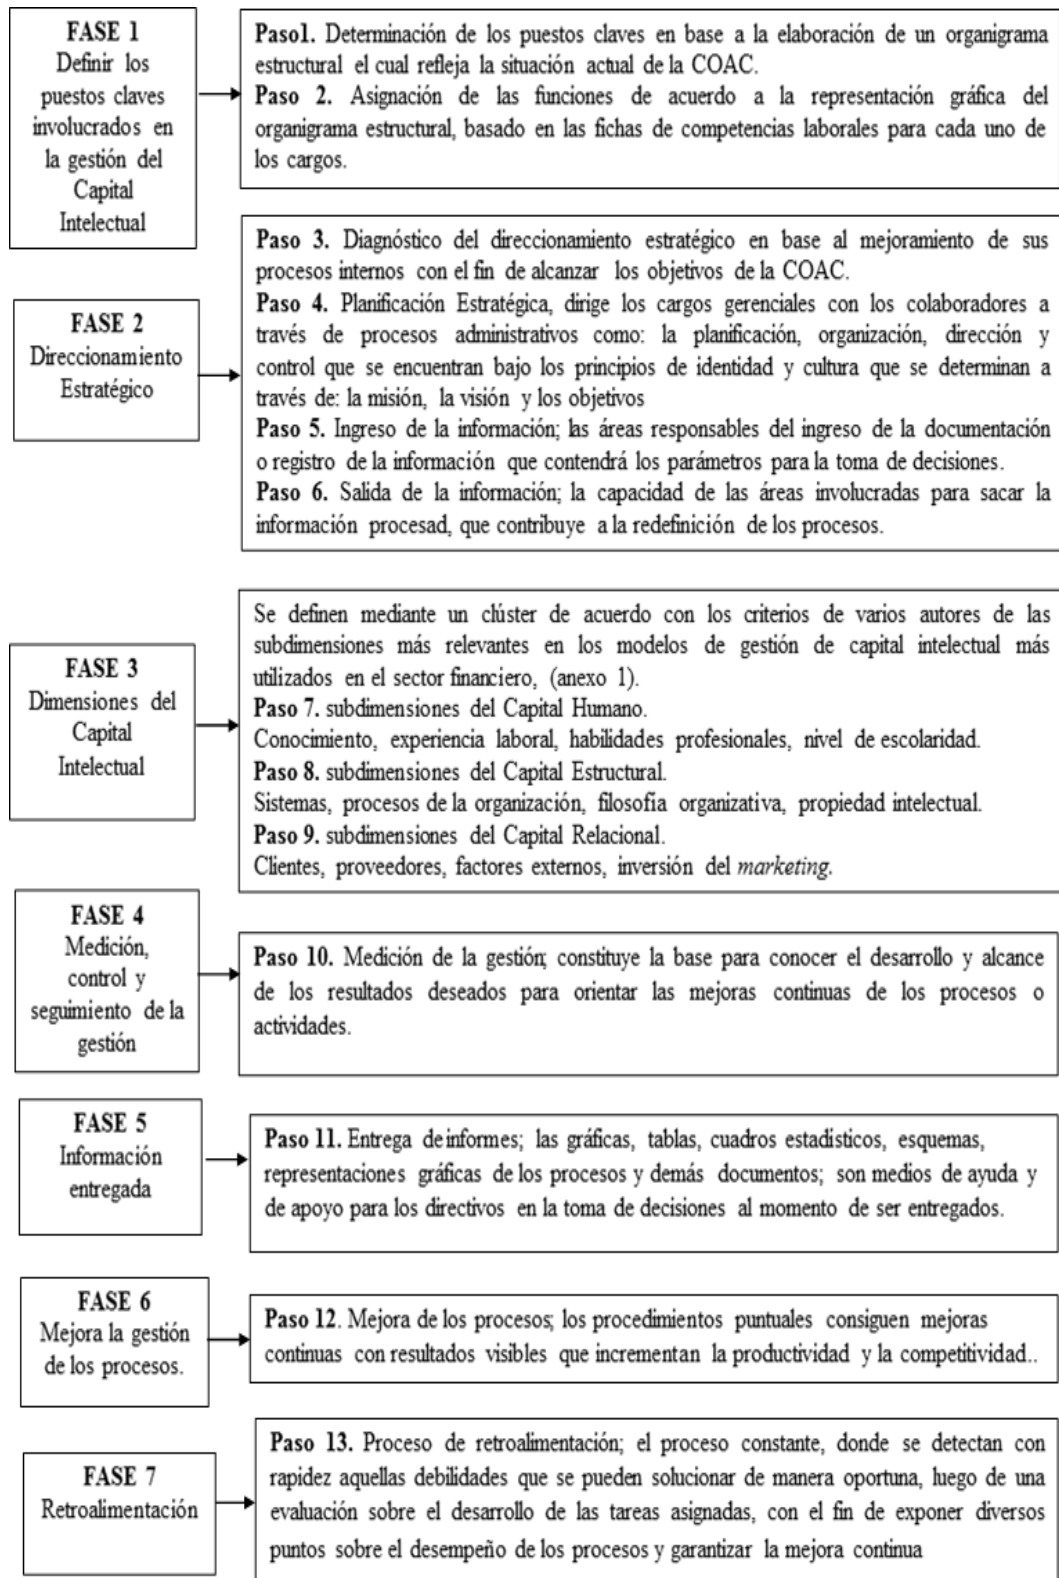 FASE 1
Definir los
puestos claves
involucrados en
la gestión del
Capital
Intelectual
Paso1. Determinación de los puestos claves en base a la elaboración de un organigrama
estructural el cual refleja la situación actual de la COAC.
Paso 2. Asignación de las funciones de acuerdo a la representación gráfica del
organigrama estructural, basado en las fichas de competencias laborales para cada uno de
los cargos.
FASE 2
Direccionamiento
Estratégico
Paso 3. Diagnóstico del direccionamiento estratégico en base al mejoramiento de sus
procesos internos con el fin de alcanzar los objetivos de la COAC.
Paso 4. Planificación Estratégica, dirige los cargos gerenciales con los colaboradores a
través de procesos administrativos como: la planificación, organización, dirección y
control que se encuentran bajo los principios de identidad y cultura que se determinan a
través de: la misión, la visión y los objetivos
Paso 5. Ingreso de la información; las áreas responsables del ingreso de la documentación
o registro de la información que contendrá los parámetros para la toma de decisiones.
Paso 6. Salida de la información; la capacidad de las áreas involucradas para sacar la
información procesad, que contribuye a la redefinición de los procesos.
FASE 3
Dimensiones del
Capital
Intelectual
Se definen mediante un clúster de acuerdo con los criterios de varios autores de las
subdimensiones más relevantes en los modelos de gestión de capital intelectual más
utilizados en el sector financiero, (anexo 1).
Paso 7. subdimensiones del Capital Humano.
Conocimiento, experiencia laboral, habilidades profesionales, nivel de escolaridad.
Paso 8. subdimensiones del Capital Estructural.
Sistemas, procesos de la organización, filosofía organizativa, propiedad intelectual.
Paso 9. subdimensiones del Capital Relacional.
Clientes, proveedores, factores externos, inversión del marketing.
FASE 4
Medición,
control y
seguimiento de la
gestión
Paso 10. Medición de la gestión; constituye la base para conocer el desarrollo y alcance
de los resultados deseados para orientar las mejoras continuas de los procesos o
actividades.
FASE 5
Información
entregada
Paso 11. Entrega de informes; las gráficas, tablas, cuadros estadísticos, esquemas,
representaciones gráficas de los procesos y demás documentos; son medios de ayuda y
de apoyo para los directivos en la toma de decisiones al momento de ser entregados.
FASE 6
Mejora la gestión
de los procesos.
Paso 12. Mejora de los procesos; los procedimientos puntuales consiguen mejoras
continuas con resultados visibles que incrementan la productividad y la competitividad..
FASE 7
Retroalimentación
Paso 13. Proceso de retroalimentación; el proceso constante, donde se detectan con
rapidez aquellas debilidades que se pueden solucionar de manera oportuna, luego de una
evaluación sobre el desarrollo de las tareas asignadas, con el fin de exponer diversos
puntos sobre el desempeño de los procesos y garantizar la mejora continua